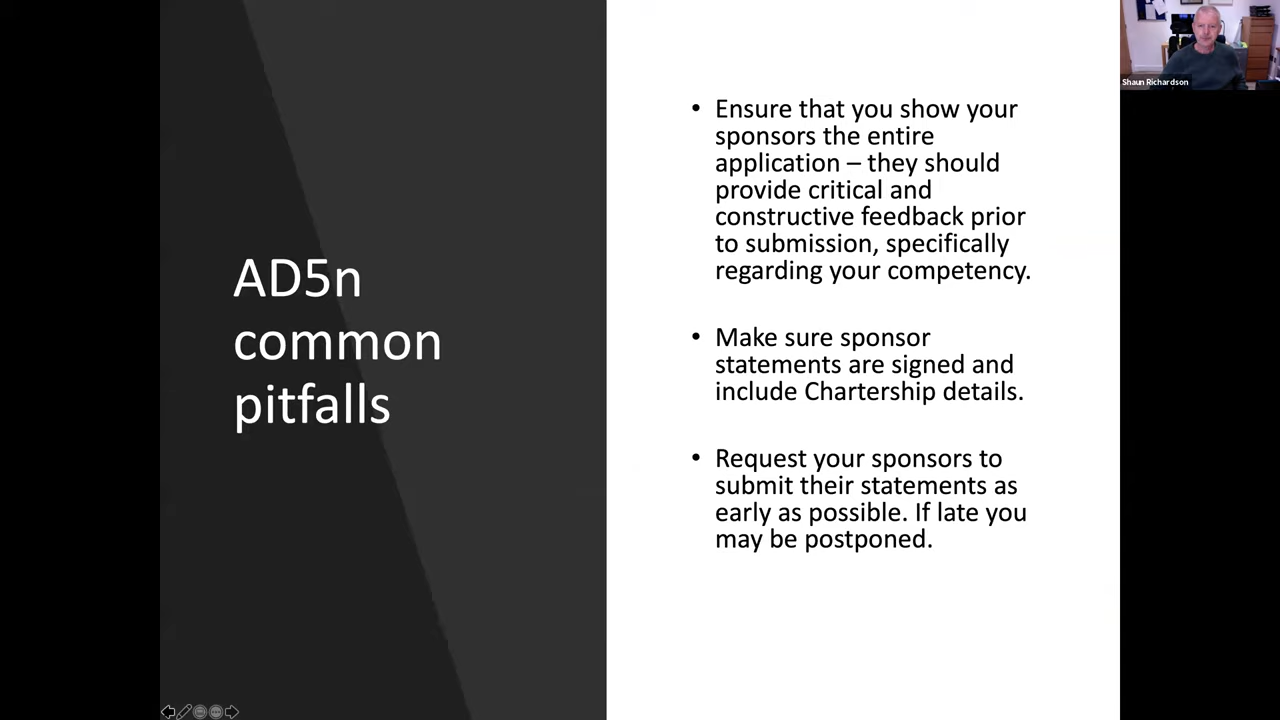 AD5n
common
pitfalls
• Ensure that you show your
sponsors the entire
application – they should
provide critical and
constructive feedback prior
to submission, specifically
regarding your competency.
• Make sure sponsor
statements are signed and
include Chartership details.
• Request your sponsors to
submit their statements as
early as possible. If late you
may be postponed.
Shaun Richardson